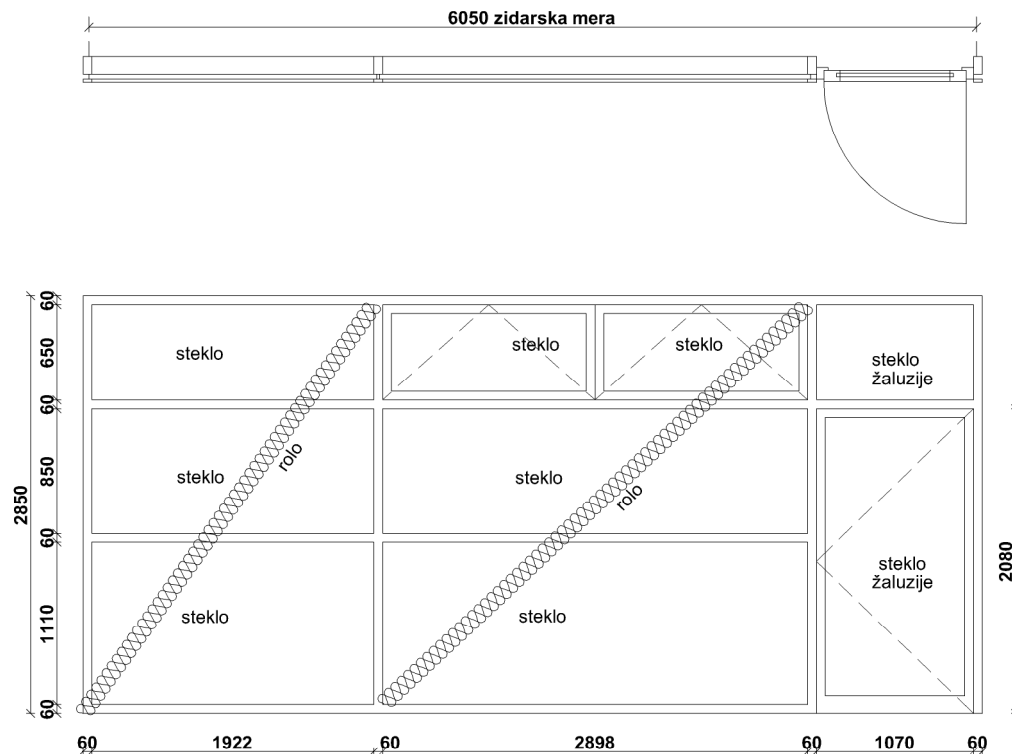 6050 zidarska mera
60
650
60
850
60
1110
60
2850
steklo
steklo
steklo
steklo
žaluzije
steklo
rolo
steklo
rolo
steklo
žaluzije
steklo
steklo
2080
60
1922
60
2898
60
1070
60